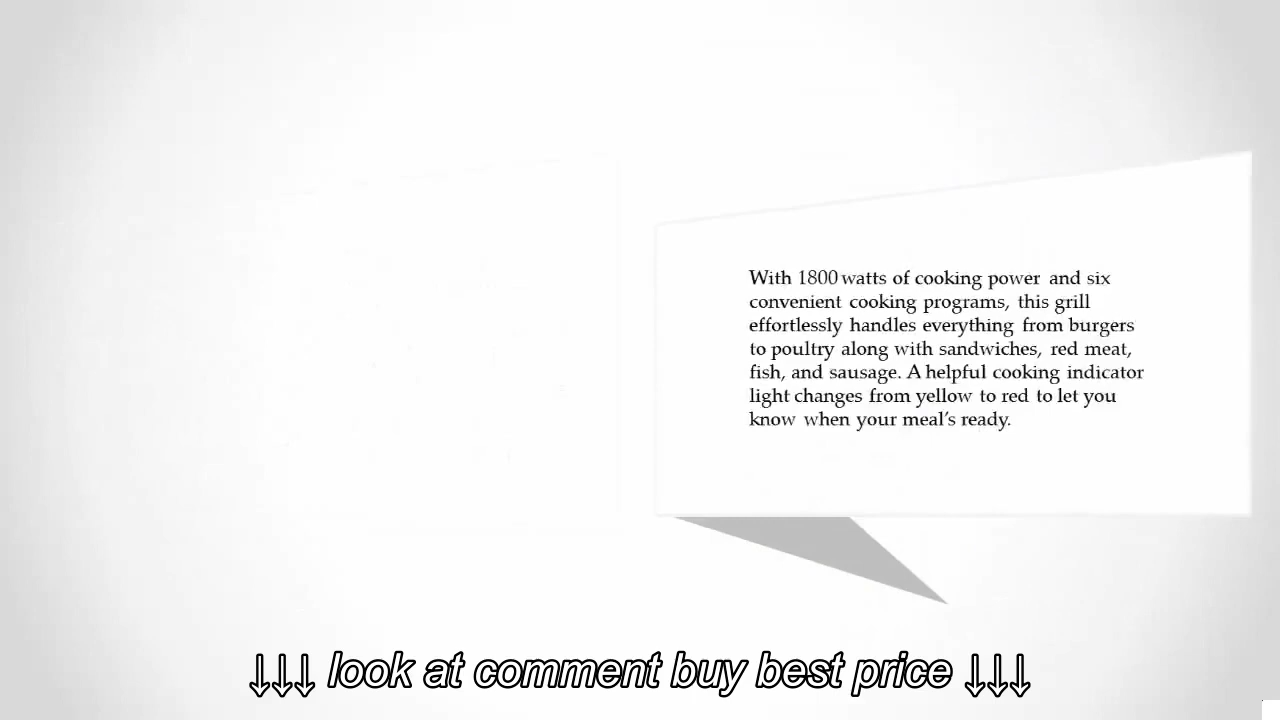 With 1800 watts of cooking power and six
convenient cooking programs, this grill
effortlessly handles everything from burgers
to poultry along with sandwiches, red meat,
fish, and sausage. A helpful cooking indicator
light changes from yellow to red to let you
know when your meal's ready.
↓↓↓ look at comment buy best price ↓↓↓